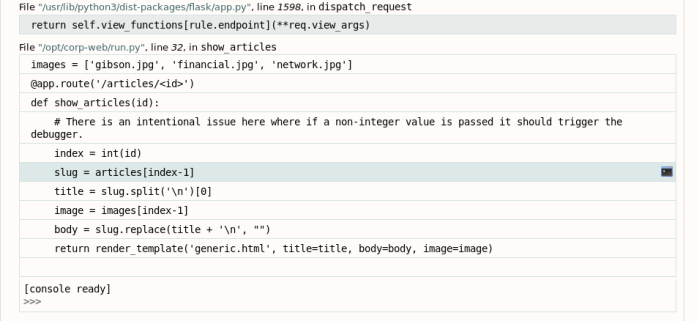 File "/usr/lib/python3/dist-packages/flask/app.py", line 1598, in dispatch_request
return self.view_functions[rule.endpoint](**req.view_args)
File "/opt/corp-web/run.py", line 32, in show_articles
images = ['gibson.jpg', 'financial.jpg', 'network.jpg']
@app.route('/articles/<id>')
def show_articles(id):
    # There is an intentional issue here where if a non-integer value is passed it should trigger the
debugger.
    index = int(id)
    slug = articles[index-1]
    title = slug.split('\n')[0]
    image = images[index-1]
    body = slug.replace(title + '\n', "")
    return render_template('generic.html', title=title, body=body, image=image)
[console ready]
>>>